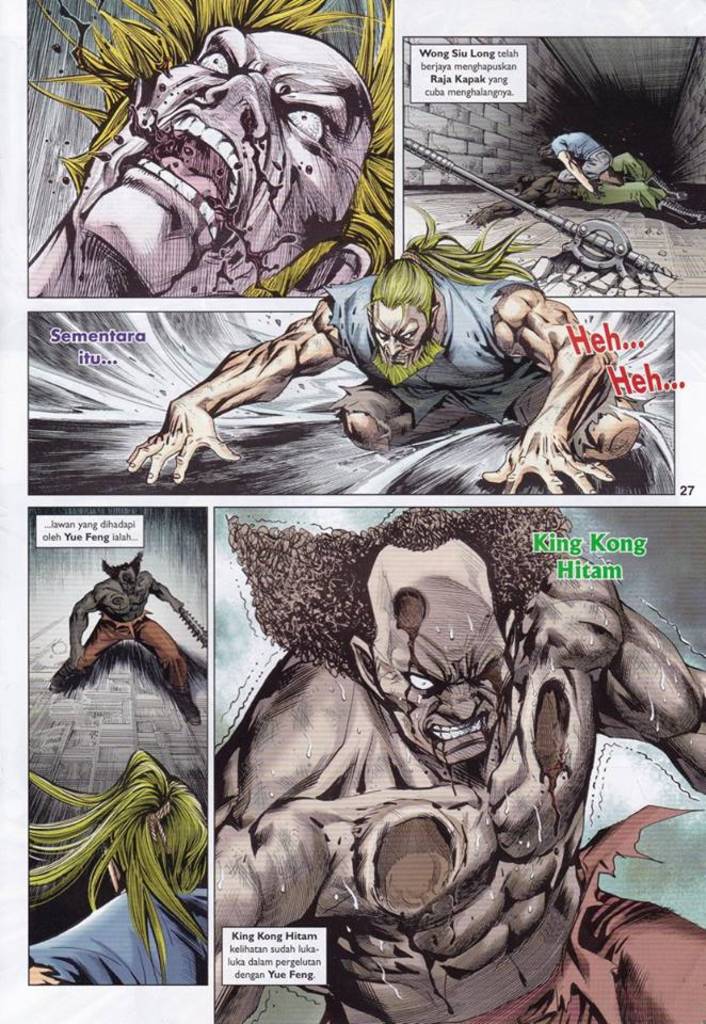 Wong Siu Long telah
berjaya menghapuskan
Raja Kapak yang
cuba menghalangnya.
Sementara
itu...
Heh...
Heh...
27
...lawan yang dihadapi
oleh Yue Feng ialah...
King Kong
Hitam
King Kong Hitam
kelihatan sudah luka-
luka dalam pergelutan
dengan Yue Feng.